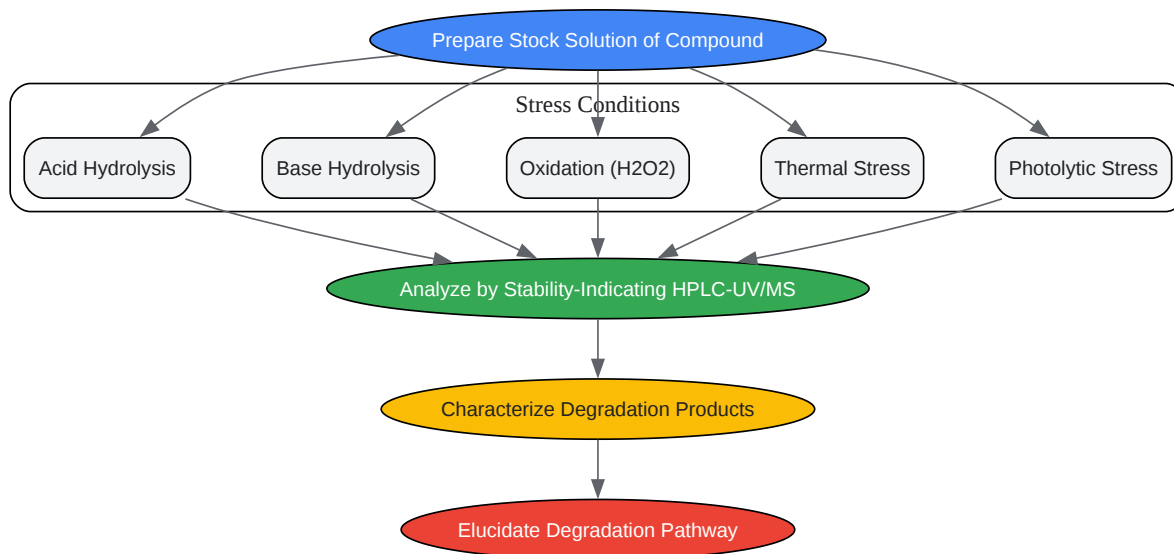 Prepare Stock Solution of Compound
Stress Conditions
Acid Hydrolysis
Base Hydrolysis
Oxidation (H2O2)
Thermal Stress
Photolytic Stress
Analyze by Stability-Indicating HPLC-UV/MS
Characterize Degradation Products
Elucidate Degradation Pathway